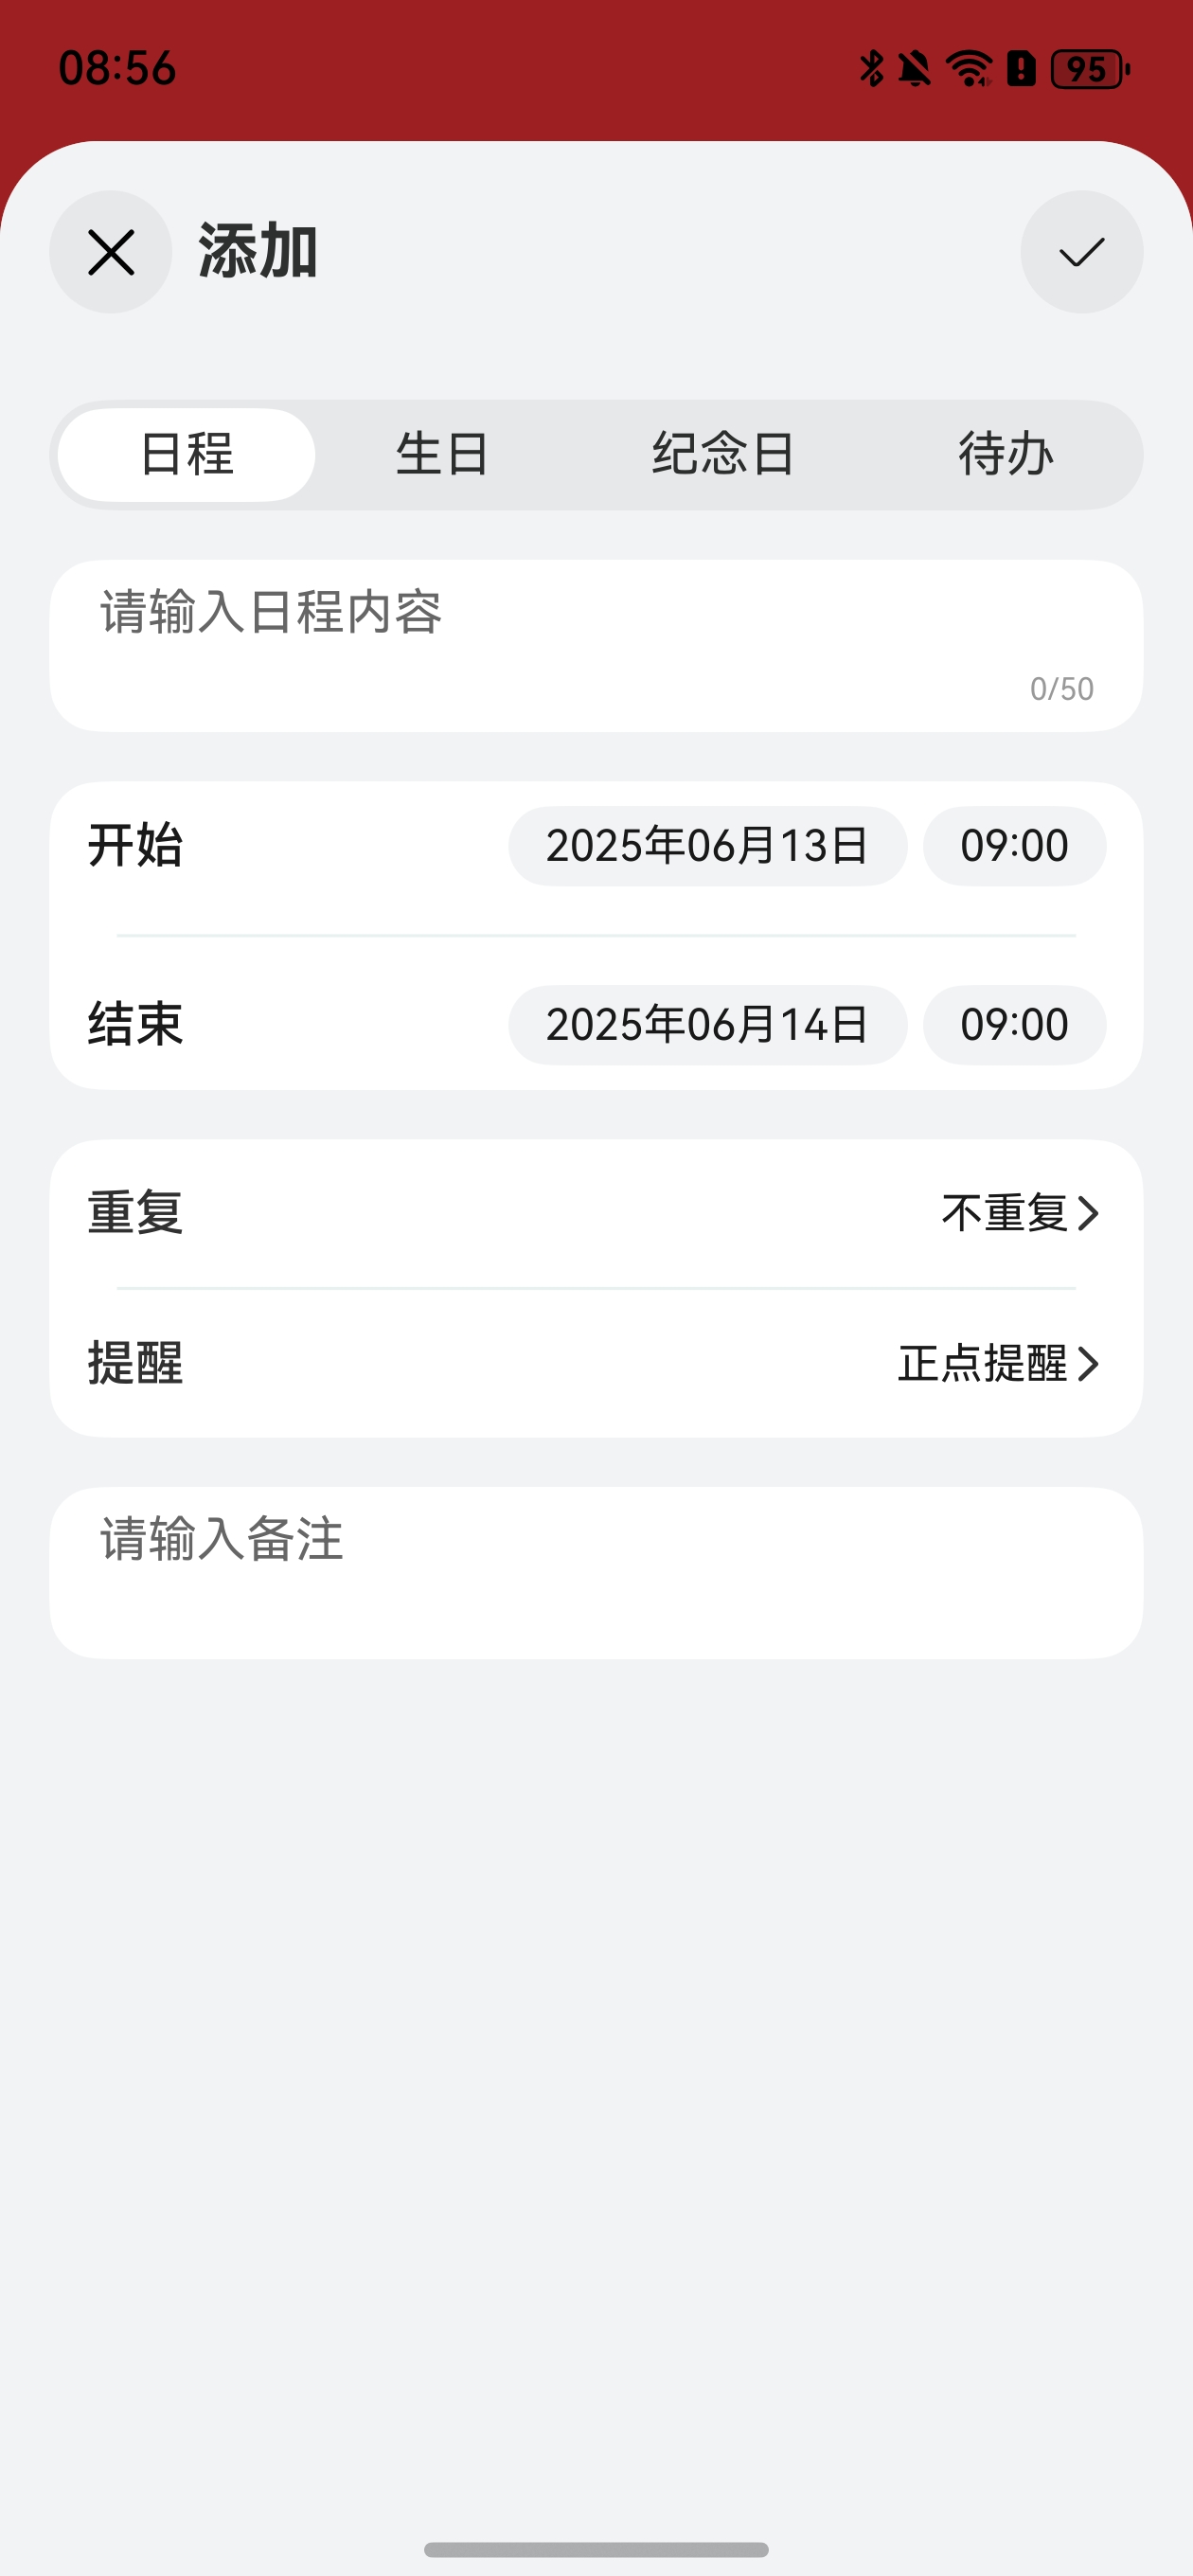 08:56 95
添加
日程 生日 纪念日 待办
请输入日程内容
0/50
开始 2025年06月13日 09:00
结束 2025年06月14日 09:00
重复 不重复
提醒 正点提醒
请输入备注